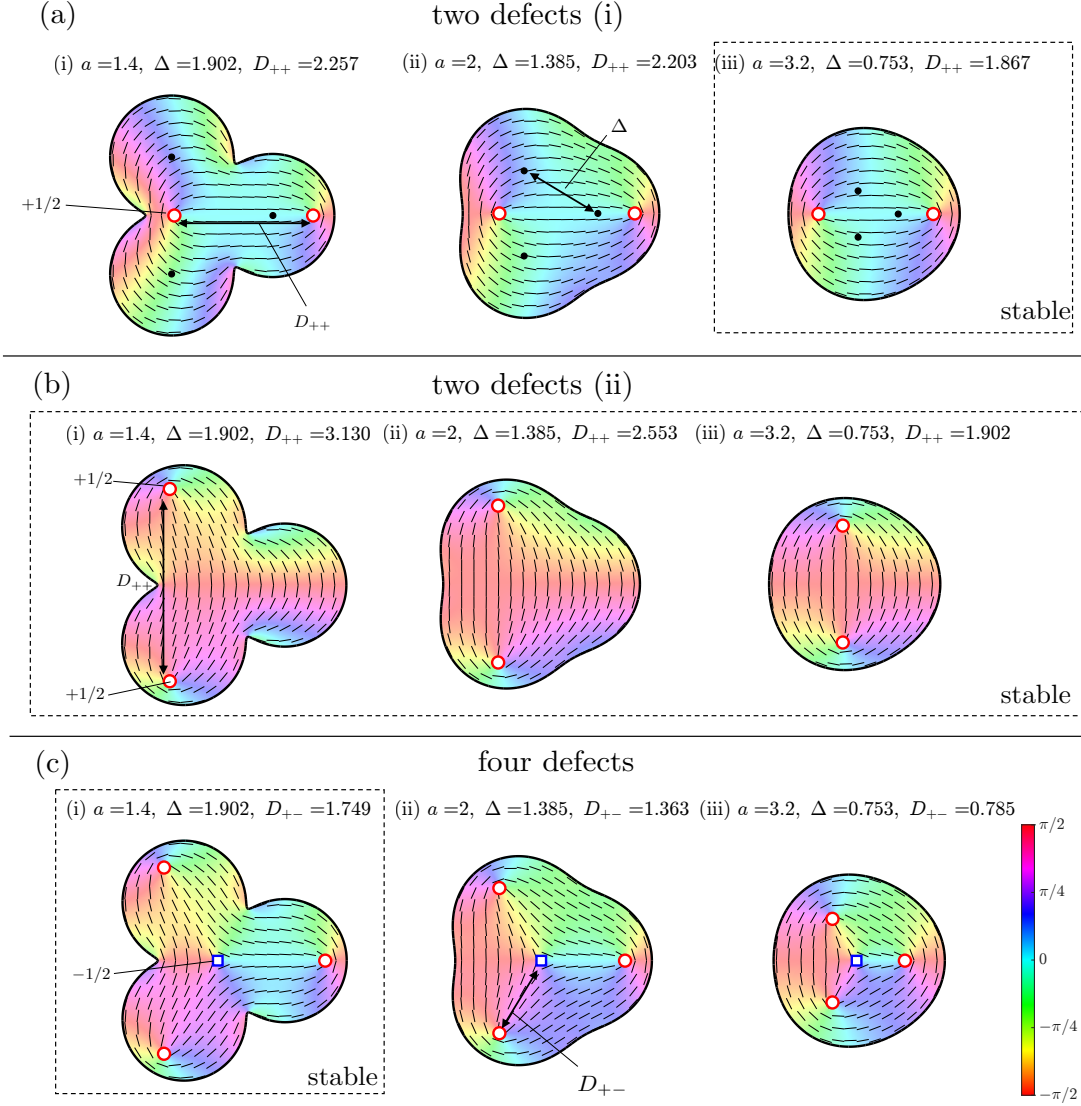 (a) two defects (i)
(i) a=1.4, Δ=1.902, D₊₊=2.257
(ii) a=2, Δ=1.385, D₊₊=2.203
(iii) a=3.2, Δ=0.753, D₊₊=1.867
Δ
+1/2
D₊₊
stable
(b) two defects (ii)
(i) a=1.4, Δ=1.902, D₊₊=3.130
(ii) a=2, Δ=1.385, D₊₊=2.553
(iii) a=3.2, Δ=0.753, D₊₊=1.902
+1/2
D₊₊
+1/2
stable
(c) four defects
(i) a=1.4, Δ=1.902, D₊₋=1.749
(ii) a=2, Δ=1.385, D₊₋=1.363
(iii) a=3.2, Δ=0.753, D₊₋=0.785
−1/2
stable
D₊₋
π/2
π/4
0
−π/4
−π/2